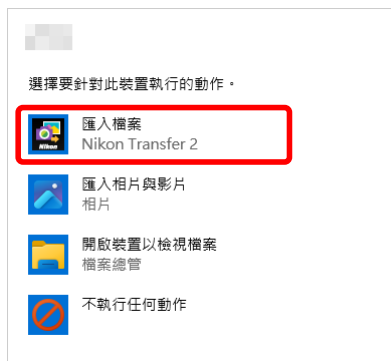 選擇要針對此裝置執行的動作。
匯入檔案
Nikon Transfer 2
匯入相片與影片
相片
開啟裝置以檢視檔案
檔案總管
不執行任何動作